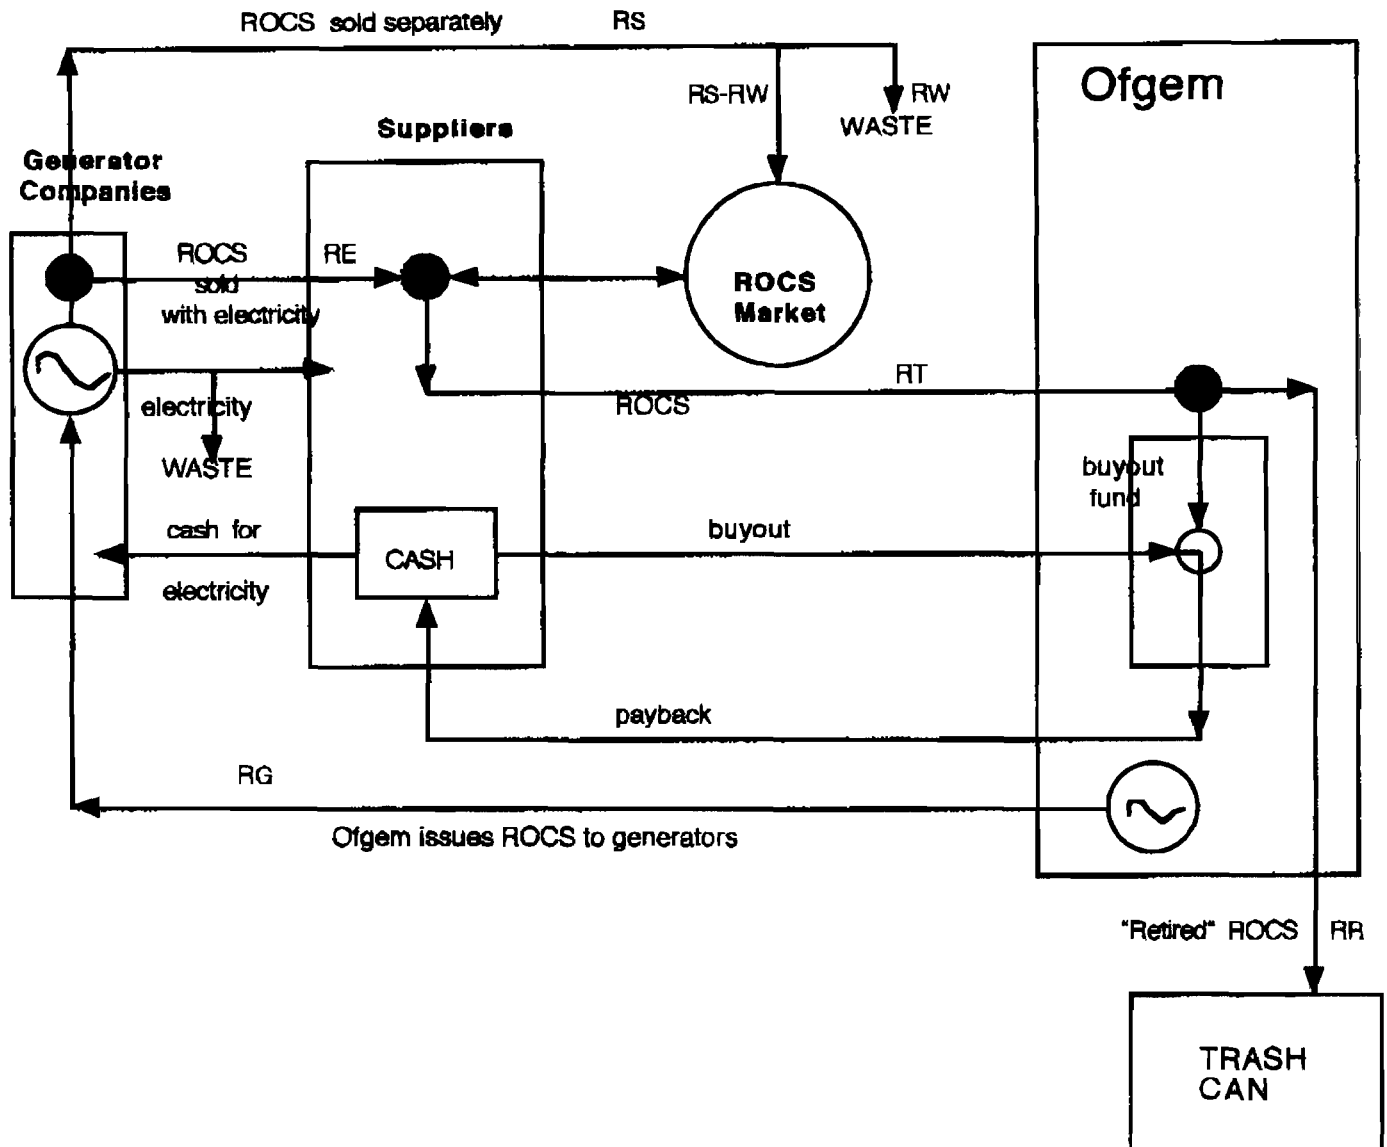 ROCS sold separately RS
Ofgem
RS-RW
RW
WASTE
Suppliers
Generator
Companies
ROCS
sold
with electricity
RE
ROCS
Market
electricity
WASTE
RT
ROCS
buyout
fund
cash for
electricity
CASH
buyout
payback
RG
Ofgem issues ROCS to generators
"Retired" ROCS RR
TRASH
CAN